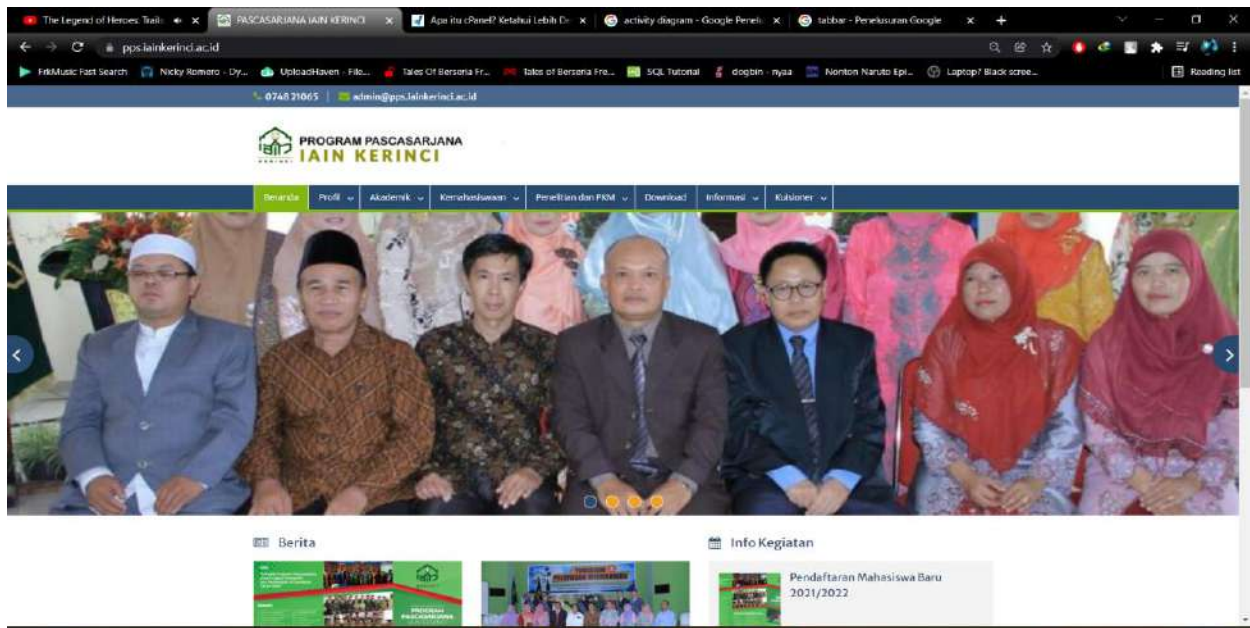 The Legend of Heroes: Trails
PASCASARJANA IAIN KERINCI
Apa itu cPanel? Ketahui Lebih De
activity diagram - Google Penelu
tabbar - Penelusuran Google
pps.iainkerinci.ac.id
FrkMusic Fast Search
Nicky Romero - Dy...
UploadHaven - File...
Tales Of Berseria Fr...
Tales of Berseria Fre...
SQL Tutorial
dogbin - nyaa
Nonton Naruto Epi...
Laptop? Black scree...
Reading list
0748 21065 | admin@pps.iainkerinci.ac.id
PROGRAM PASCASARJANA
IAIN KERINCI
KERINCI
Beranda
Profil
Akademik
Kemahasiswaan
Penelitian dan PKM
Download
Informasi
Kuisioner
Berita
Info Kegiatan
Pendaftaran Mahasiswa Baru
2021/2022
PROGRAM
PASCASARJANA